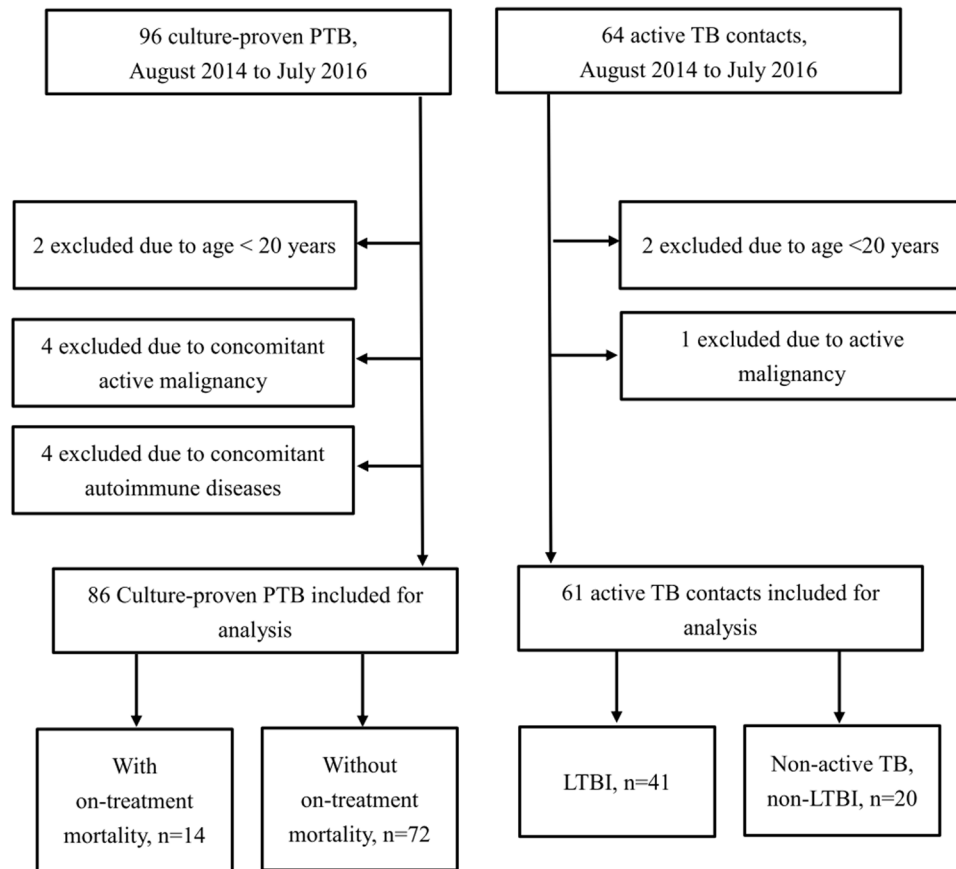 96 culture-proven PTB,
August 2014 to July 2016
64 active TB contacts,
August 2014 to July 2016
2 excluded due to age < 20 years
2 excluded due to age <20 years
4 excluded due to concomitant
active malignancy
1 excluded due to active
malignancy
4 excluded due to concomitant
autoimmune diseases
86 Culture-proven PTB included for
analysis
61 active TB contacts included for
analysis
With
on-treatment
mortality, n=14
Without
on-treatment
mortality, n=72
LTBI, n=41
Non-active TB,
non-LTBI, n=20